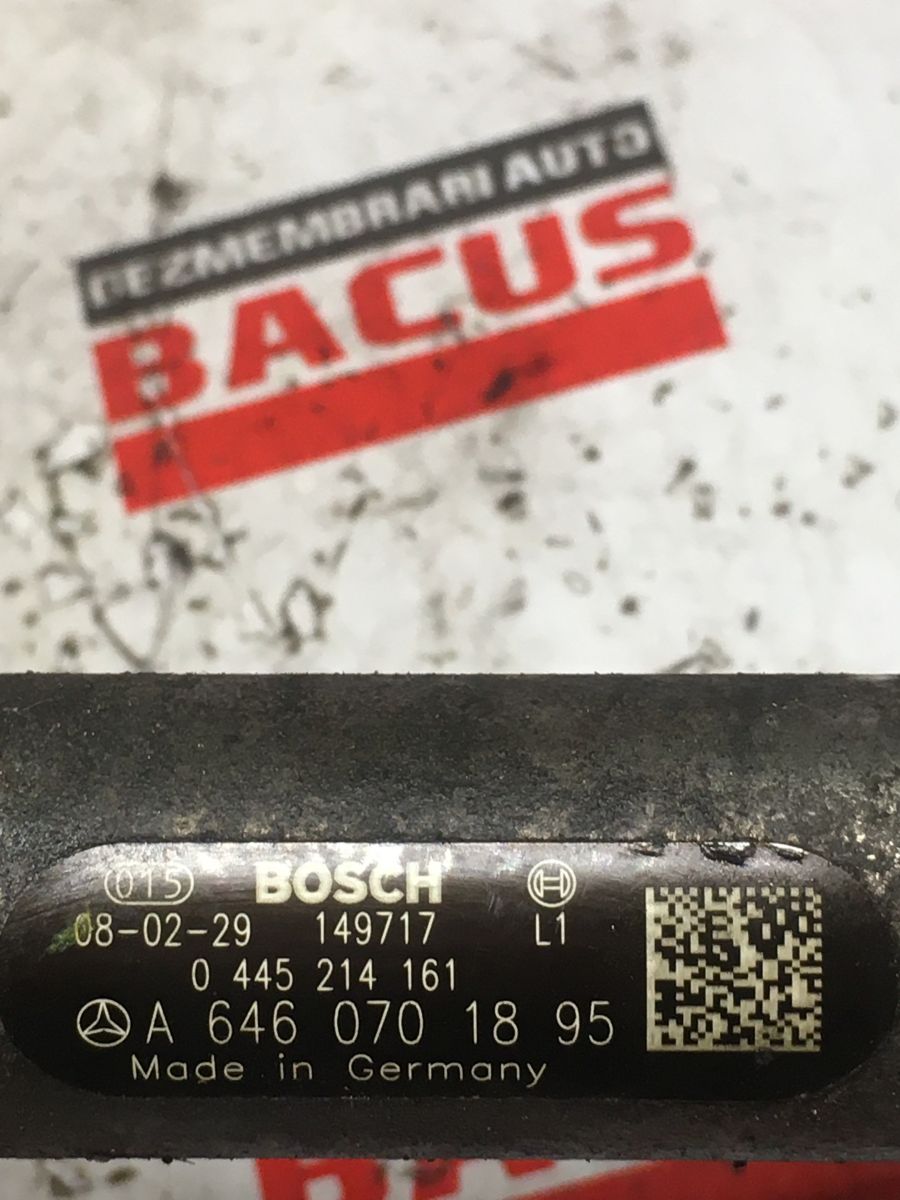 DEZMEMBRARI AUTO
BACUS
015 BOSCH
08-02-29 149717 L1
0 445 214 161
A 646 070 18 95
Made in Germany